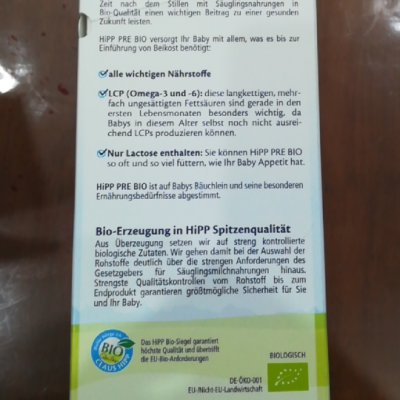 Zeit nach dem Stillen mit Säuglingsnahrungen in
Bio-Qualität einen wichtigen Beitrag zu einer gesunden
Zukunft leisten.
HiPP PRE BIO versorgt Ihr Baby mit allem, was es bis zur
Einführung von Beikost benötigt:
alle wichtigen Nährstoffe
LCP (Omega-3 und -6): diese langkettigen, mehr-
fach ungesättigten Fettsäuren sind gerade in den
ersten Lebensmonaten besonders wichtig, da
Babys in diesem Alter selbst noch nicht ausrei-
chend LCPs produzieren können.
Nur Lactose enthalten: Sie können HiPP PRE BIO
so oft und so viel füttern, wie Ihr Baby Appetit hat.
HiPP PRE BIO ist auf Babys Bäuchlein und seine besonderen
Ernährungsbedürfnisse abgestimmt.
Bio-Erzeugung in HiPP Spitzenqualität
Aus Überzeugung setzen wir auf streng kontrollierte
biologische Zutaten. Wir gehen damit bei der Auswahl der
Rohstoffe deutlich über die strengen Anforderungen des
Gesetzgebers für Säuglingsmilchnahrungen hinaus.
Strengste Qualitätskontrollen vom Rohstoff bis zum
Endprodukt garantieren größtmögliche Sicherheit für Sie
und Ihr Baby.
BIO
CLAUS HIPP
Das HiPP Bio-Siegel garantiert
höchste Qualität und übertrifft
die EU-Bio-Anforderungen
BIOLOGISCH
DE-ÖKO-001
EU-/Nicht-EU-Landwirtschaft